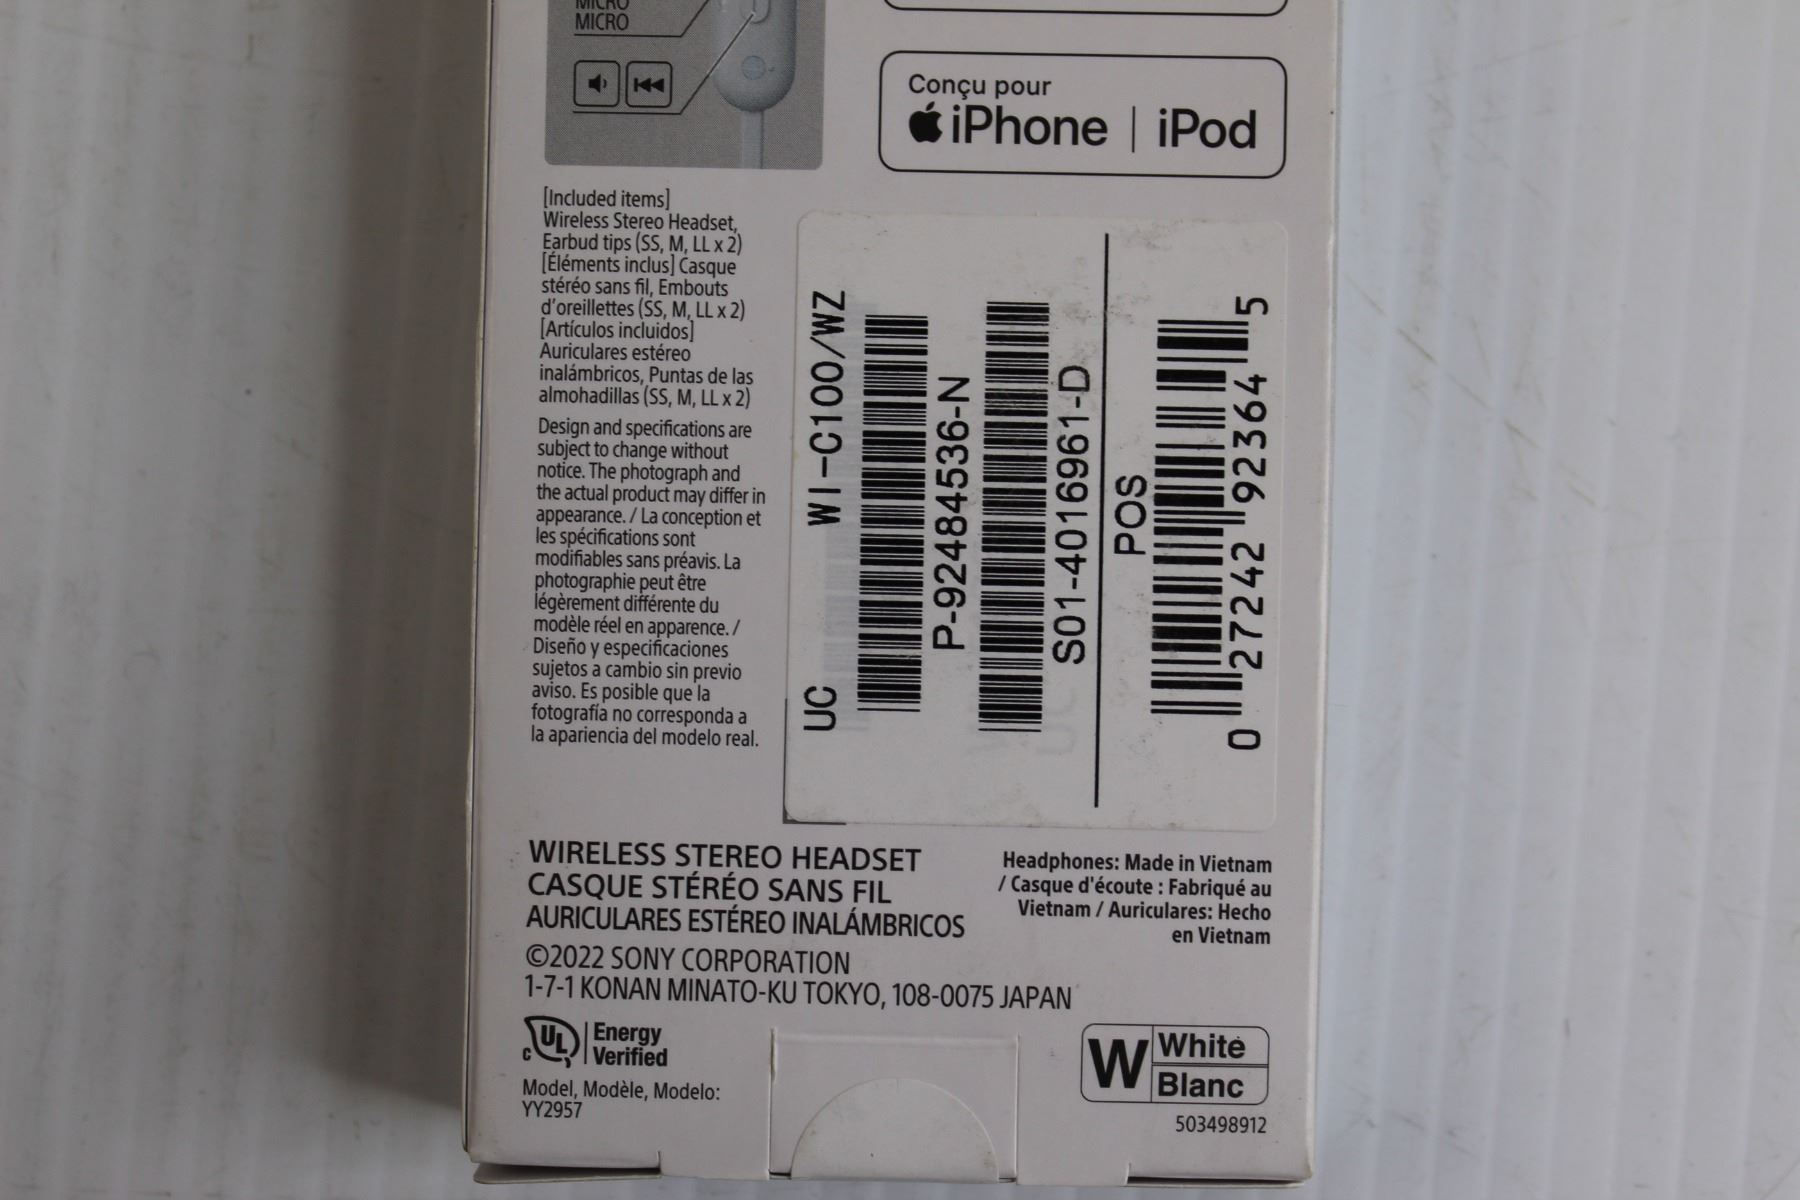 MICRO
MICRO
Conçu pour
iPhone | iPod
[Included items]
Wireless Stereo Headset,
Earbud tips (SS, M, LL x 2)
[Éléments inclus] Casque
stéréo sans fil, Embouts
d'oreillettes (SS, M, LL x 2)
[Artículos incluidos]
Auriculares estéreo
inalámbricos, Puntas de las
almohadillas (SS, M, LL x 2)
Design and specifications are
subject to change without
notice. The photograph and
the actual product may differ in
appearance. / La conception et
les spécifications sont
modifiables sans préavis. La
photographie peut être
légèrement différente du
modèle réel en apparence. /
Diseño y especificaciones
sujetos a cambio sin previo
aviso. Es posible que la
fotografía no corresponda a
la apariencia del modelo real.
UC WI-C100/WZ
P-92484536-N
S01-4016961-D
POS
0 27242 92364 5
WIRELESS STEREO HEADSET
CASQUE STÉRÉO SANS FIL
AURICULARES ESTÉREO INALÁMBRICOS
©2022 SONY CORPORATION
1-7-1 KONAN MINATO-KU TOKYO, 108-0075 JAPAN
Headphones: Made in Vietnam
/ Casque d'écoute : Fabriqué au
Vietnam / Auriculares: Hecho
en Vietnam
c UL Energy
Verified
Model, Modèle, Modelo:
YY2957
W White
Blanc
503498912